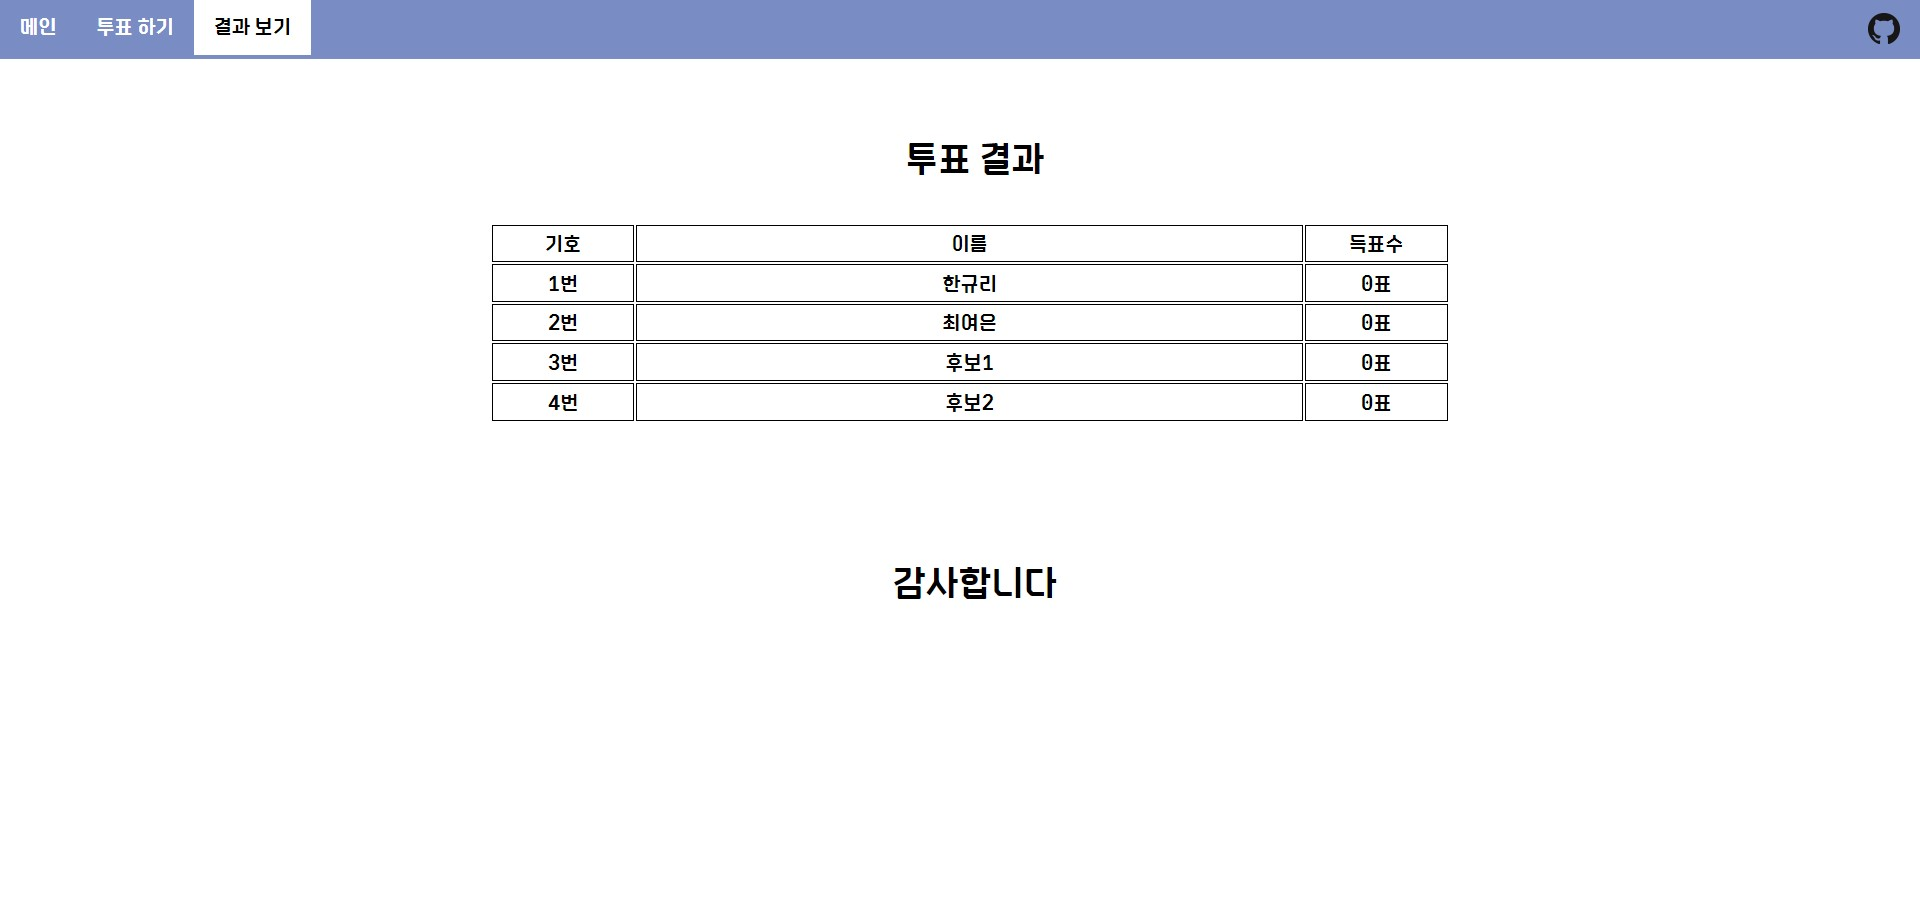 메인 투표 하기 결과 보기
투표 결과
기호 이름 득표수
1번 한규리 0표
2번 최여은 0표
3번 후보1 0표
4번 후보2 0표
감사합니다